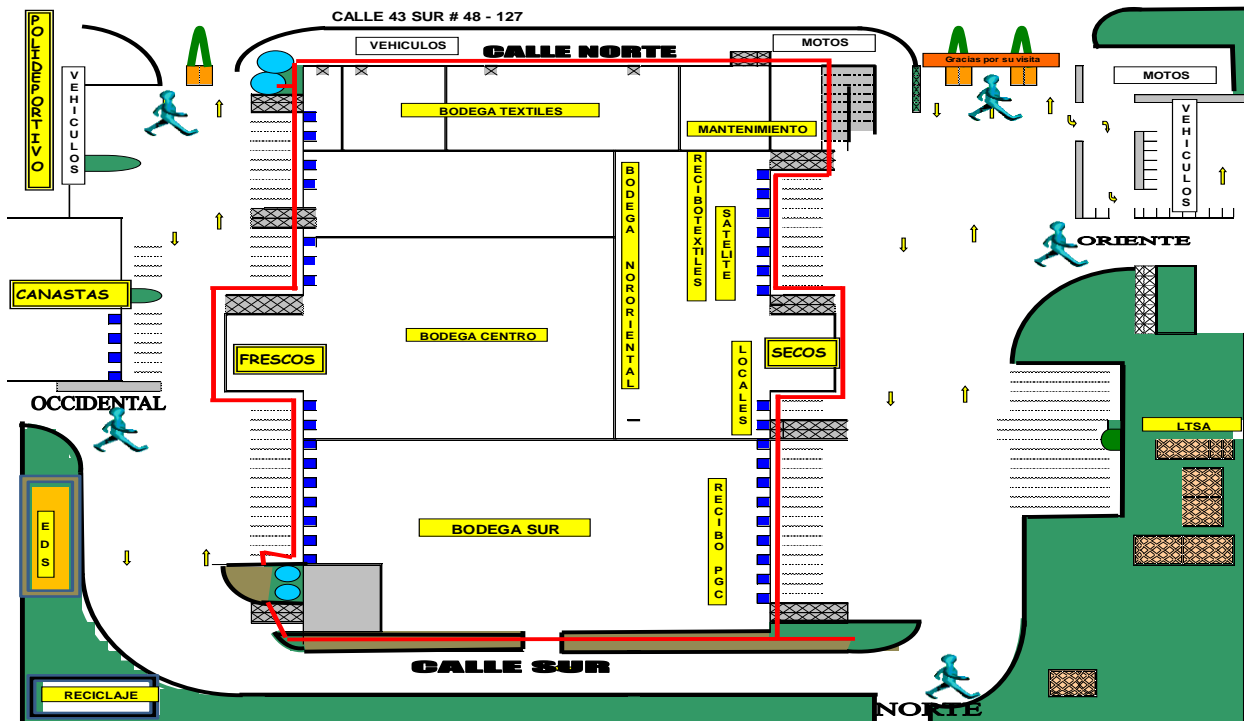 CALLE 43 SUR # 48 - 127
POLIDEPORTIVO
VEHICULOS
VEHICULOS
CALLE NORTE
MOTOS
Gracias por su visita
MOTOS
VEHICULOS
BODEGA TEXTILES
MANTENIMIENTO
BODEGA NORORIENTAL
RECIBOTEXTILES
SATELITE
ORIENTE
CANASTAS
BODEGA CENTRO
FRESCOS
SECOS
LOCALES
OCCIDENTAL
LTSA
EDS
BODEGA SUR
RECIBO PGC
CALLE SUR
RECICLAJE
NORTE